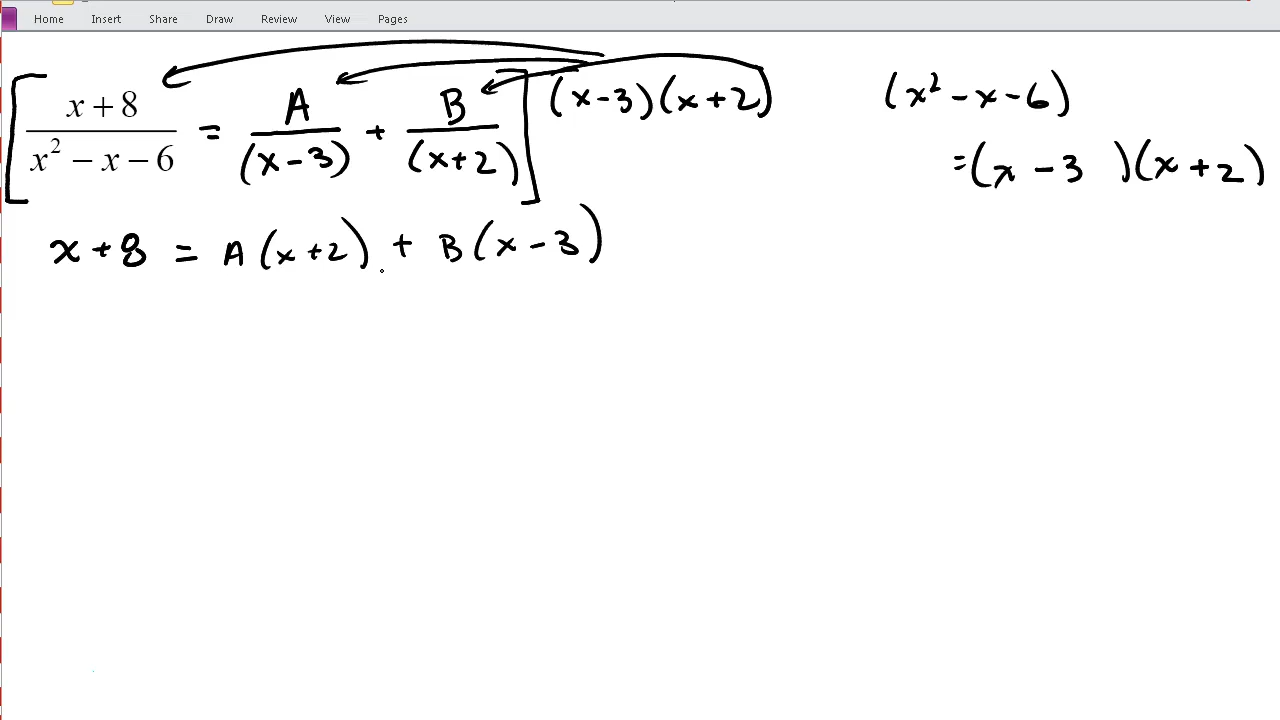 Home Insert Share Draw Review View Pages
[ (x + 8)/(x² − x − 6) = A/(x − 3) + B/(x + 2) ] (x − 3)(x + 2)
(x² − x − 6)
= (x − 3 )(x + 2)
x + 8 = A(x + 2) + B(x − 3)